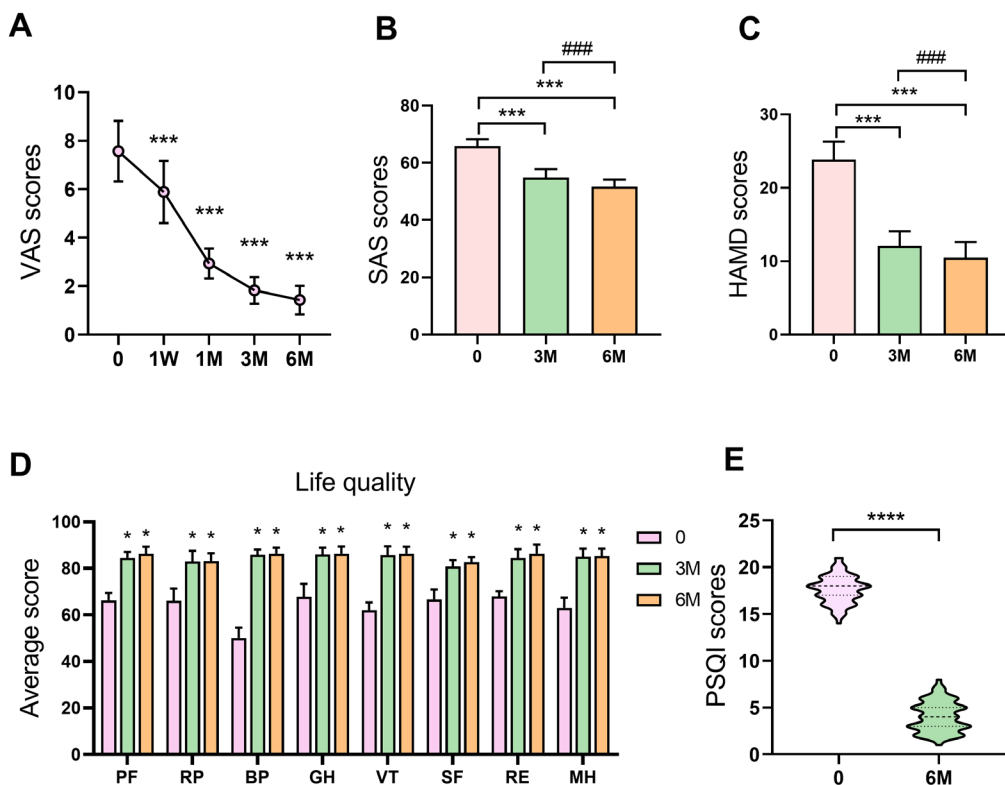 A
VAS scores
10
8
6
4
2
0
***
***
***
***
0 1W 1M 3M 6M
B
SAS scores
80
60
40
20
0
###
***
***
0 3M 6M
C
HAMD scores
30
20
10
0
###
***
***
0 3M 6M
D
Life quality
Average score
100
80
60
40
20
0
* * * * * * * * * * * * * * * *
PF RP BP GH VT SF RE MH
0
3M
6M
E
PSQI scores
25
20
15
10
5
0
****
0 6M